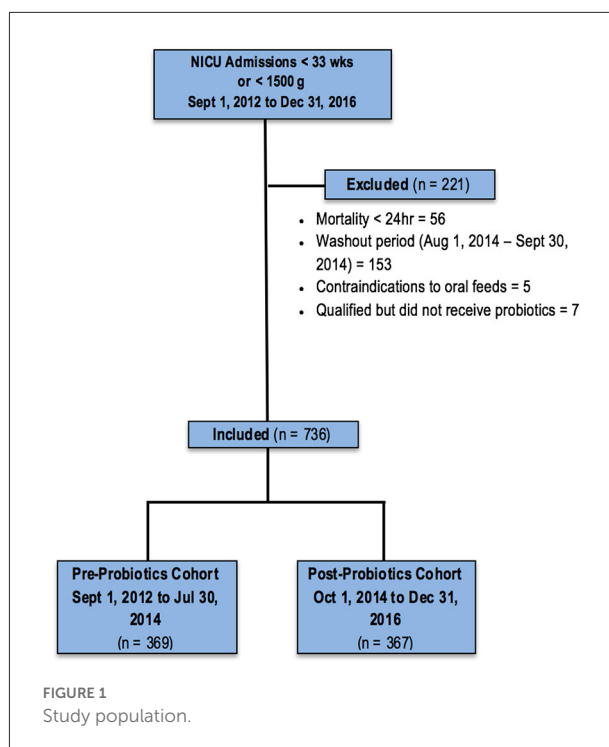 NICU Admissions < 33 wks
or < 1500 g
Sept 1, 2012 to Dec 31, 2016
Excluded (n = 221)
• Mortality < 24hr = 56
• Washout period (Aug 1, 2014 – Sept 30,
2014) = 153
• Contraindications to oral feeds = 5
• Qualified but did not receive probiotics = 7
Included (n = 736)
Pre-Probiotics Cohort
Sept 1, 2012 to Jul 30,
2014
(n = 369)
Post-Probiotics Cohort
Oct 1, 2014 to Dec 31,
2016
(n = 367)
FIGURE 1
Study population.